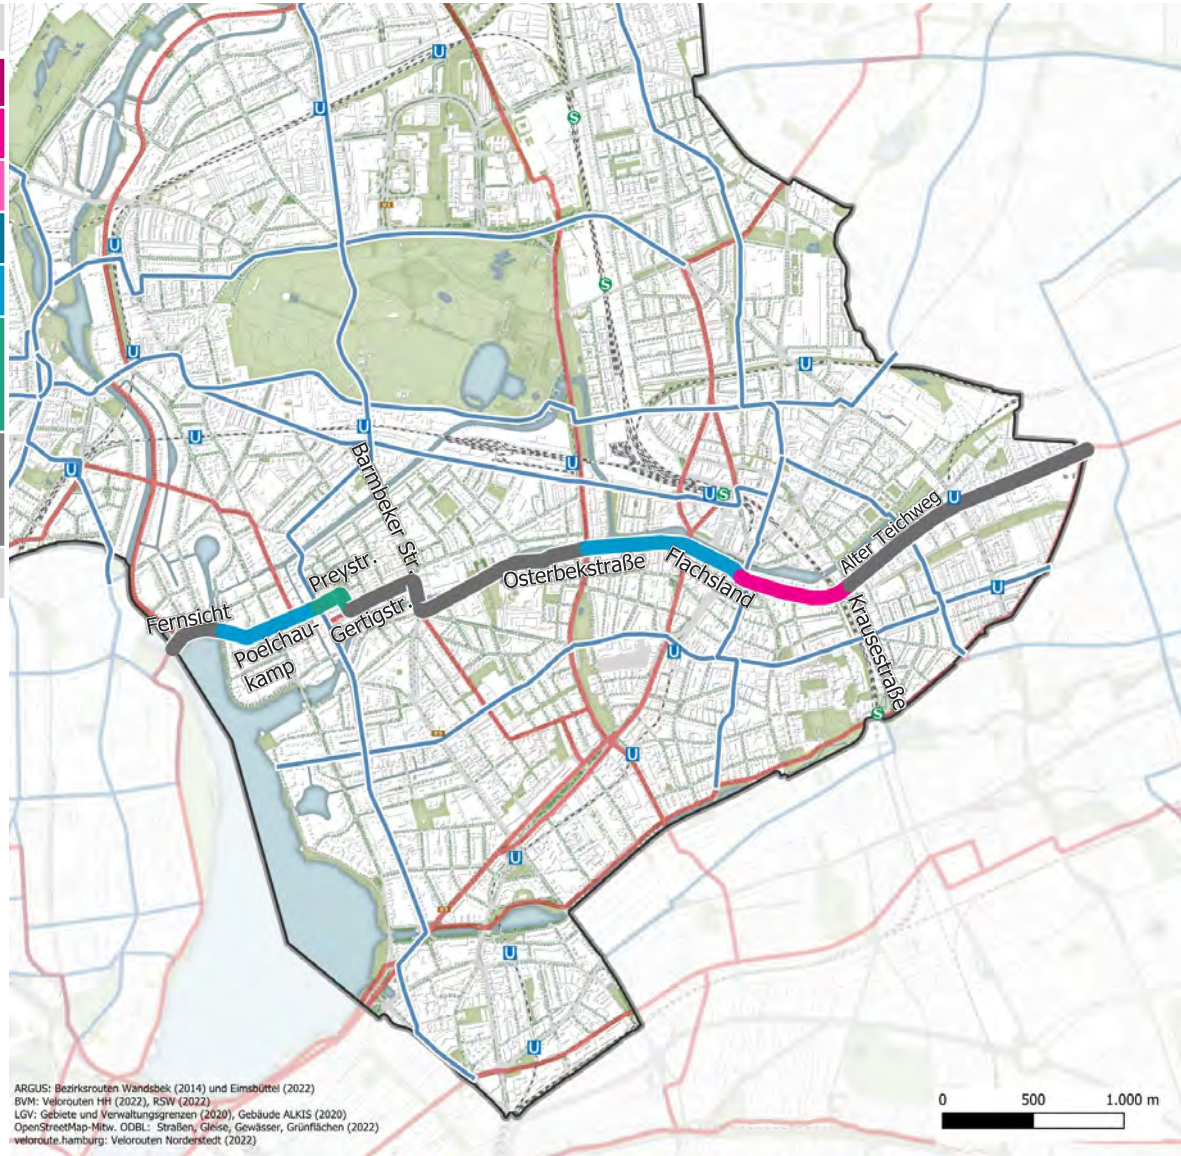 U
U
S
U
S
U
U
U
U
U
U
U S
U
U
U
S
U
U
U
U
Barmbeker Str.
Preystr.
Fernsicht
Poelchau-
kamp
Gertigstr.
Osterbekstraße
Flachsland
Alter Teichweg
Krausestraße
ARGUS: Bezirksrouten Wandsbek (2014) und Eimsbüttel (2022)
BVM: Velorouten HH (2022), RSW (2022)
LGV: Gebiete und Verwaltungsgrenzen (2020), Gebäude ALKIS (2020)
OpenStreetMap-Mitw. ODBL: Straßen, Gleise, Gewässer, Grünflächen (2022)
veloroute.hamburg: Velorouten Norderstedt (2022)
0 500 1.000 m